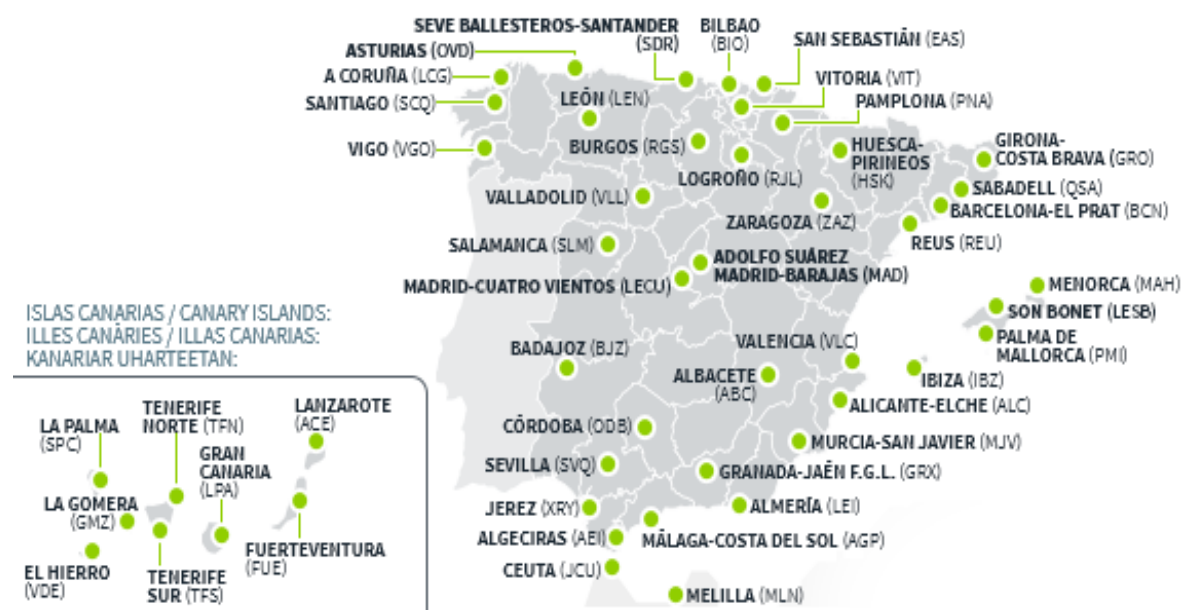 SEVE BALLESTEROS-SANTANDER
(SDR)
BILBAO
(BIO)
SAN SEBASTIÁN (EAS)
ASTURIAS (OVD)
A CORUÑA (LCG)
VITORIA (VIT)
SANTIAGO (SCQ)
LEÓN (LEN)
PAMPLONA (PNA)
VIGO (VGO)
BURGOS (RGS)
HUESCA-
PIRINEOS
(HSK)
GIRONA-
COSTA BRAVA (GRO)
LOGROÑO (RJL)
VALLADOLID (VLL)
SABADELL (QSA)
BARCELONA-EL PRAT (BCN)
ZARAGOZA (ZAZ)
REUS (REU)
SALAMANCA (SLM)
ADOLFO SUÁREZ
MADRID-BARAJAS (MAD)
MADRID-CUATRO VIENTOS (LECU)
MENORCA (MAH)
SON BONET (LESB)
PALMA DE
MALLORCA (PMI)
ISLAS CANARIAS / CANARY ISLANDS:
ILLES CANÀRIES / ILLAS CANARIAS:
KANARIAR UHARTEETAN:
BADAJOZ (BJZ)
VALENCIA (VLC)
ALBACETE
(ABC)
IBIZA (IBZ)
ALICANTE-ELCHE (ALC)
CÓRDOBA (ODB)
MURCIA-SAN JAVIER (MJV)
SEVILLA (SVQ)
GRANADA-JAÉN F.G.L. (GRX)
JEREZ (XRY)
ALMERÍA (LEI)
ALGECIRAS (AEI)
MÁLAGA-COSTA DEL SOL (AGP)
CEUTA (JCU)
MELILLA (MLN)
LA PALMA
(SPC)
TENERIFE
NORTE (TFN)
LANZAROTE
(ACE)
GRAN
CANARIA
(LPA)
LA GOMERA
(GMZ)
FUERTEVENTURA
(FUE)
EL HIERRO
(VDE)
TENERIFE
SUR (TFS)